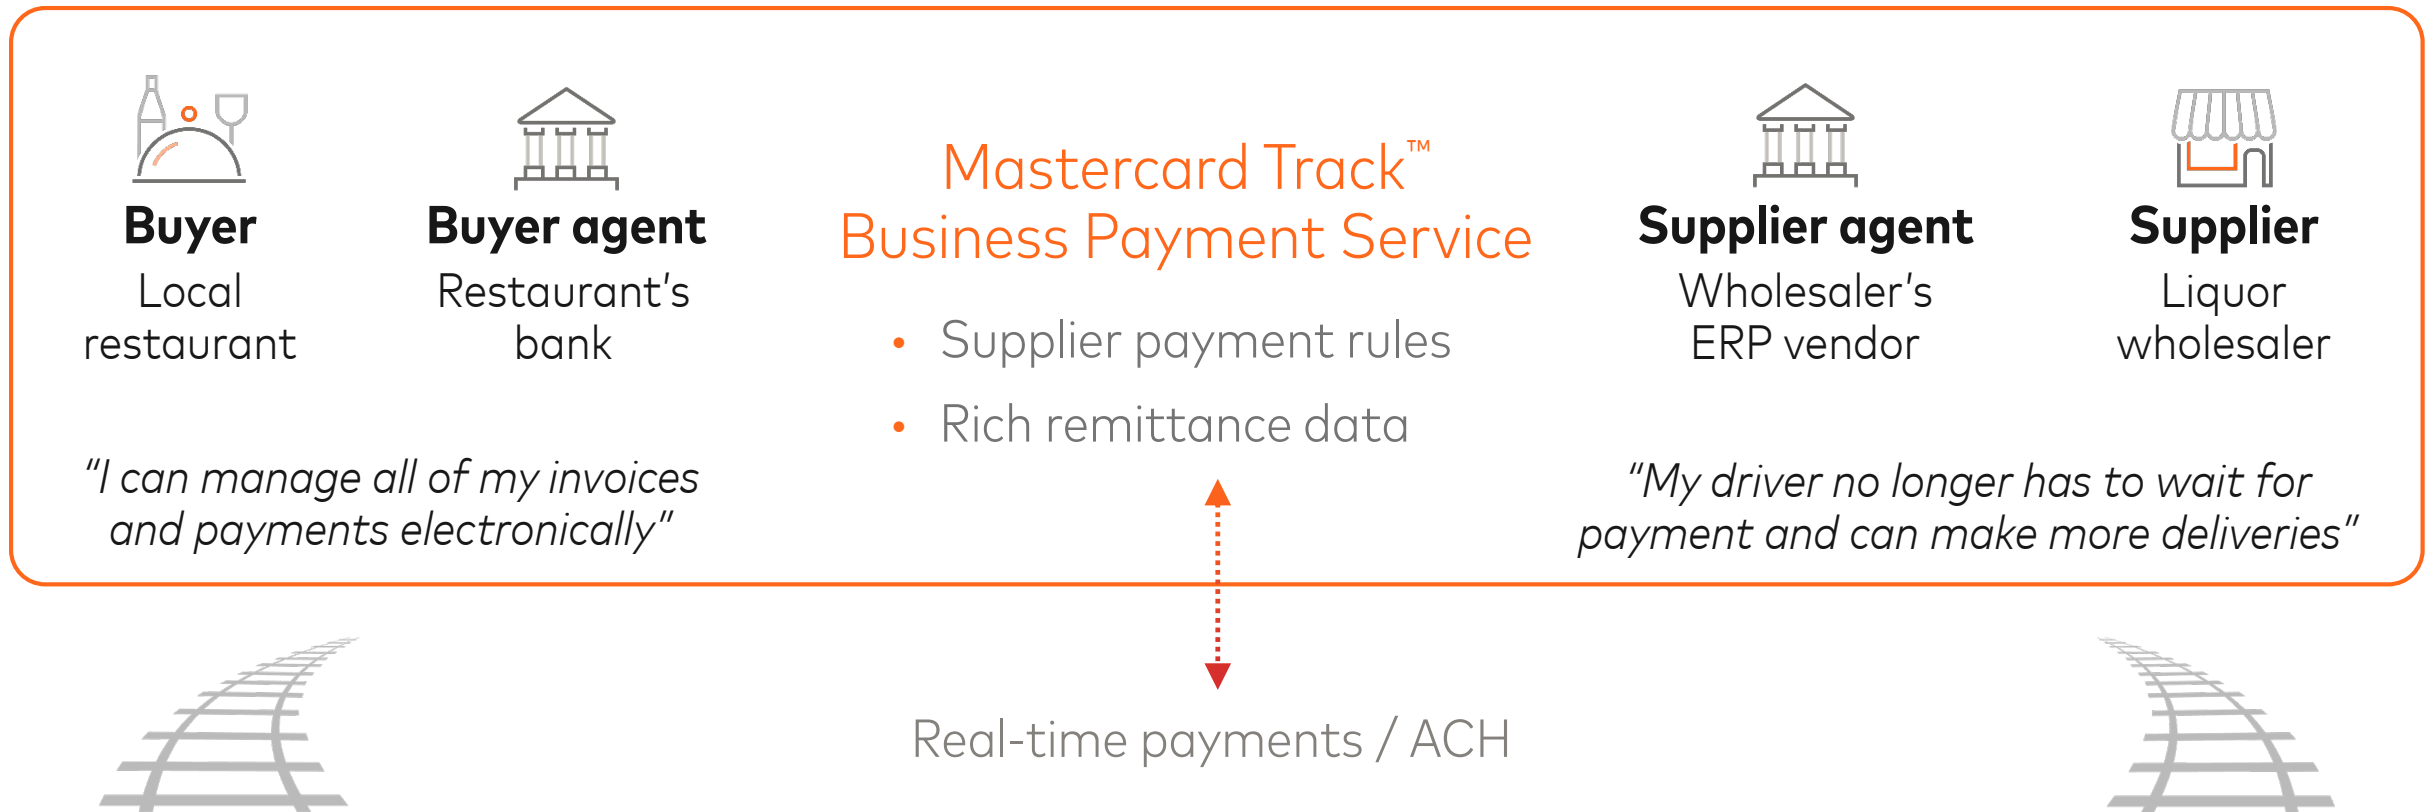 Buyer
Local
restaurant
Buyer agent
Restaurant’s
bank
“I can manage all of my invoices
and payments electronically”
Mastercard Track™
Business Payment Service
• Supplier payment rules
• Rich remittance data
Supplier agent
Wholesaler’s
ERP vendor
Supplier
Liquor
wholesaler
“My driver no longer has to wait for
payment and can make more deliveries”
Real-time payments / ACH